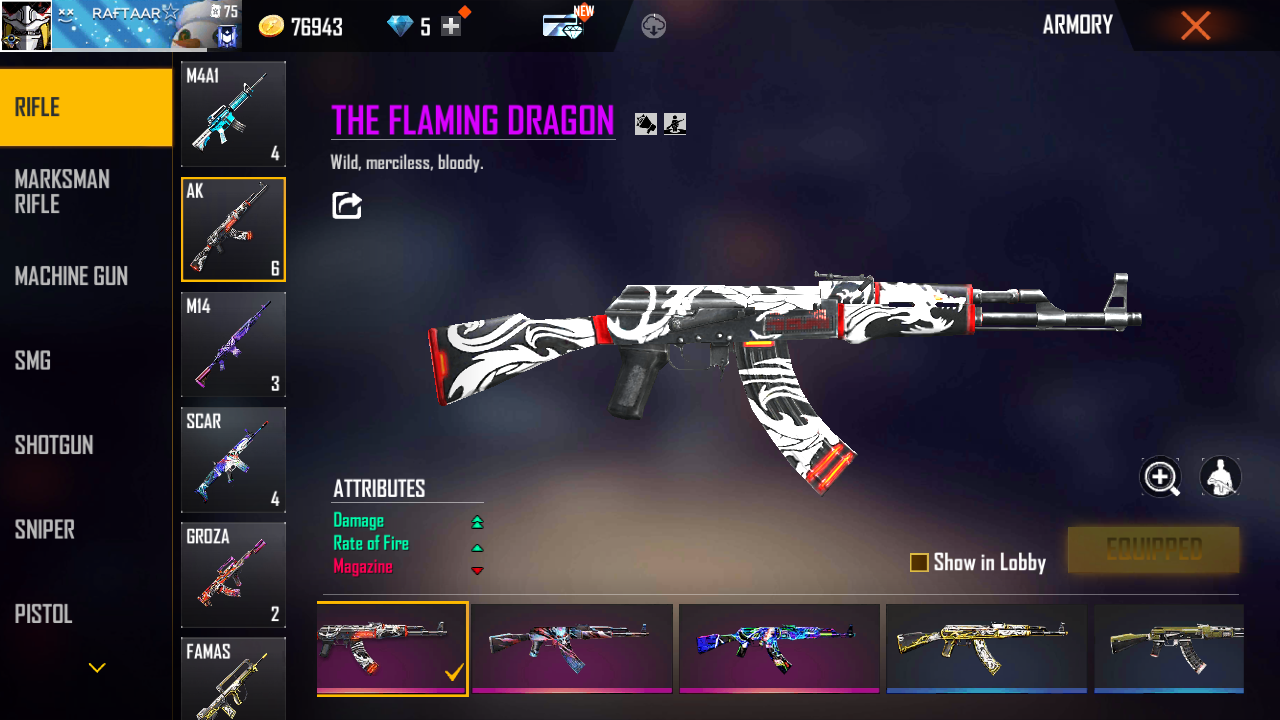 RAFTAAR☆
75
76943
5
NEW
ARMORY
RIFLE
MARKSMAN
RIFLE
MACHINE GUN
SMG
SHOTGUN
SNIPER
PISTOL
M4A1
4
AK
6
M14
3
SCAR
4
GROZA
2
FAMAS
THE FLAMING DRAGON
Wild, merciless, bloody.
ATTRIBUTES
Damage
Rate of Fire
Magazine
Show in Lobby
EQUIPPED